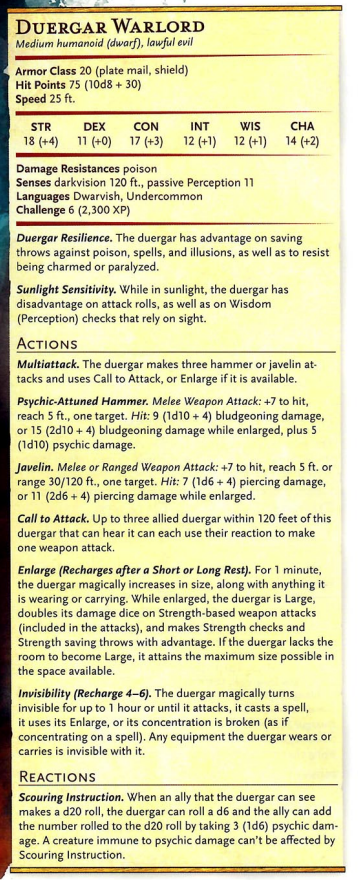 Duergar Warlord
Medium humanoid (dwarf), lawful evil
Armor Class 20 (plate mail, shield)
Hit Points 75 (10d8 + 30)
Speed 25 ft.
STR DEX CON INT WIS CHA
18 (+4) 11 (+0) 17 (+3) 12 (+1) 12 (+1) 14 (+2)
Damage Resistances poison
Senses darkvision 120 ft., passive Perception 11
Languages Dwarvish, Undercommon
Challenge 6 (2,300 XP)
Duergar Resilience. The duergar has advantage on saving
throws against poison, spells, and illusions, as well as to resist
being charmed or paralyzed.
Sunlight Sensitivity. While in sunlight, the duergar has
disadvantage on attack rolls, as well as on Wisdom
(Perception) checks that rely on sight.
Actions
Multiattack. The duergar makes three hammer or javelin at-
tacks and uses Call to Attack, or Enlarge if it is available.
Psychic-Attuned Hammer. Melee Weapon Attack: +7 to hit,
reach 5 ft., one target. Hit: 9 (1d10 + 4) bludgeoning damage,
or 15 (2d10 + 4) bludgeoning damage while enlarged, plus 5
(1d10) psychic damage.
Javelin. Melee or Ranged Weapon Attack: +7 to hit, reach 5 ft. or
range 30/120 ft., one target. Hit: 7 (1d6 + 4) piercing damage,
or 11 (2d6 + 4) piercing damage while enlarged.
Call to Attack. Up to three allied duergar within 120 feet of this
duergar that can hear it can each use their reaction to make
one weapon attack.
Enlarge (Recharges after a Short or Long Rest). For 1 minute,
the duergar magically increases in size, along with anything it
is wearing or carrying. While enlarged, the duergar is Large,
doubles its damage dice on Strength-based weapon attacks
(included in the attacks), and makes Strength checks and
Strength saving throws with advantage. If the duergar lacks the
room to become Large, it attains the maximum size possible in
the space available.
Invisibility (Recharge 4–6). The duergar magically turns
invisible for up to 1 hour or until it attacks, it casts a spell,
it uses its Enlarge, or its concentration is broken (as if
concentrating on a spell). Any equipment the duergar wears or
carries is invisible with it.
Reactions
Scouring Instruction. When an ally that the duergar can see
makes a d20 roll, the duergar can roll a d6 and the ally can add
the number rolled to the d20 roll by taking 3 (1d6) psychic dam-
age. A creature immune to psychic damage can't be affected by
Scouring Instruction.